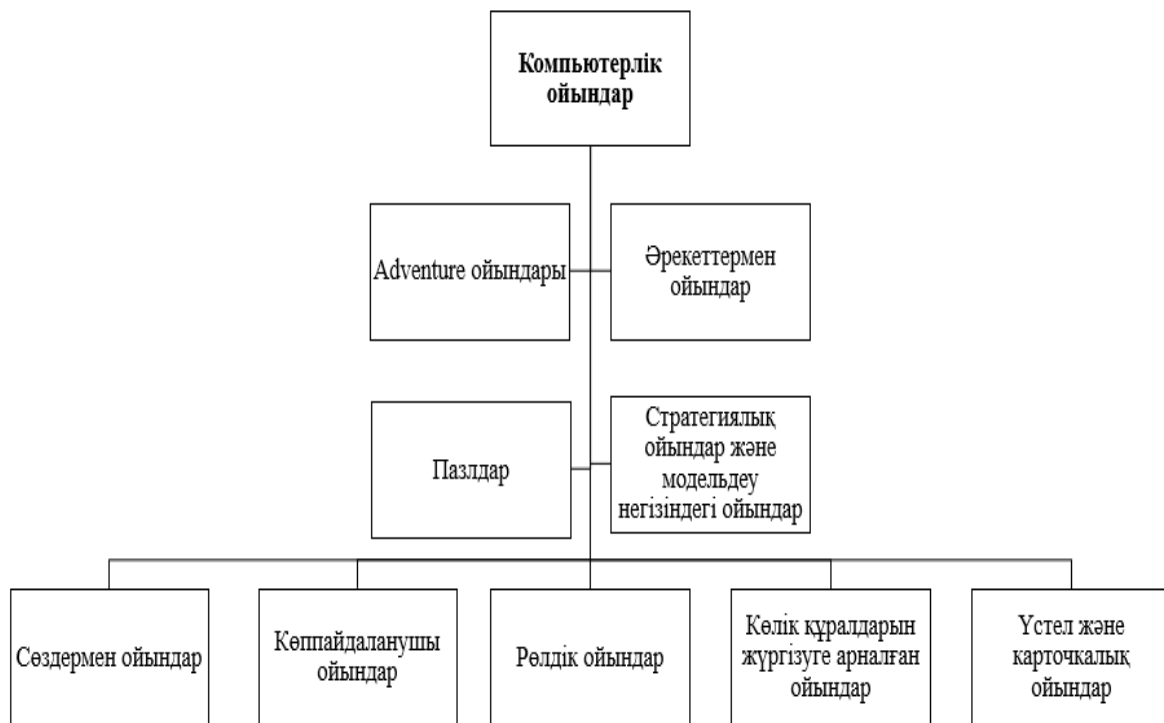 Компьютерлік
ойындар
Adventure ойындары
Әрекеттермен
ойындар
Пазлдар
Стратегиялық
ойындар және
модельдеу
негізіндегі ойындар
Сөздермен ойындар
Көппайдаланушы
ойындар
Рөлдік ойындар
Көлік құралдарын
жүргізуге арналған
ойындар
Үстел және
карточкалық
ойындар